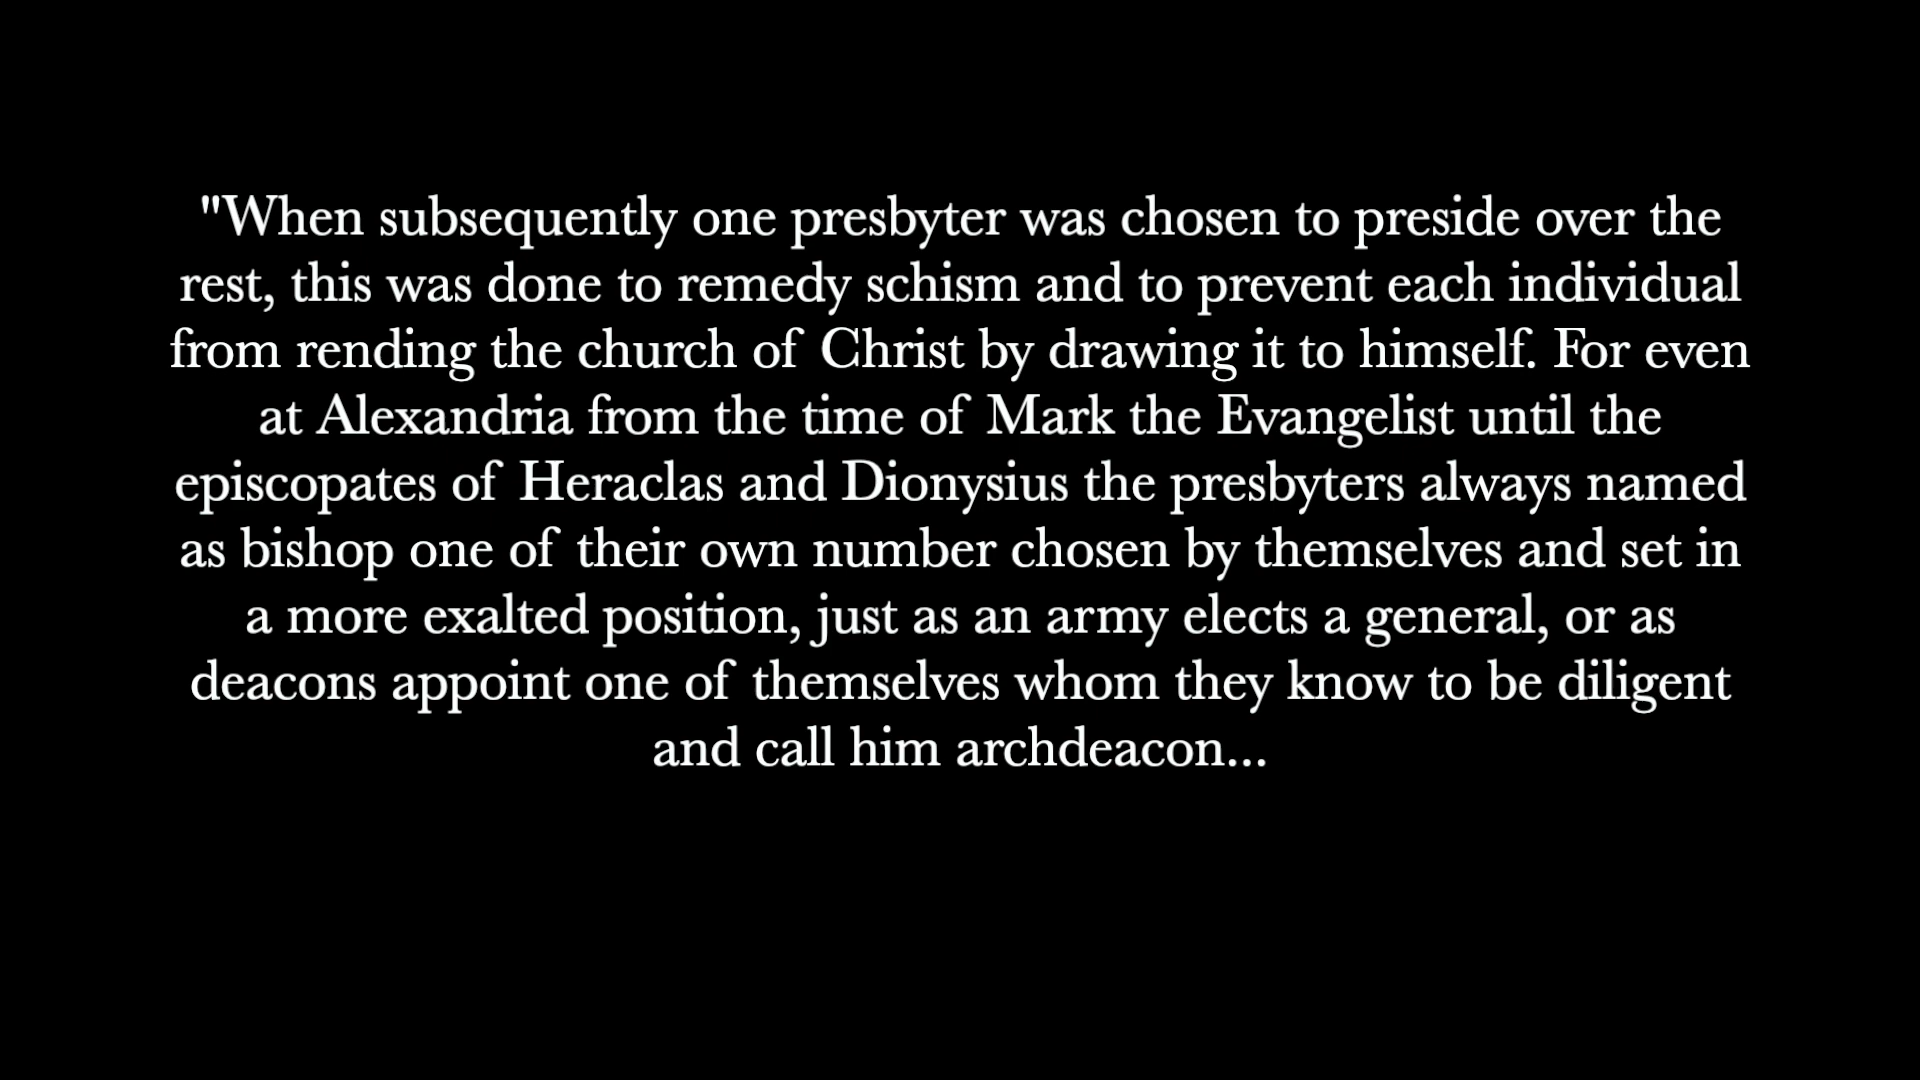 "When subsequently one presbyter was chosen to preside over the
rest, this was done to remedy schism and to prevent each individual
from rending the church of Christ by drawing it to himself. For even
at Alexandria from the time of Mark the Evangelist until the
episcopates of Heraclas and Dionysius the presbyters always named
as bishop one of their own number chosen by themselves and set in
a more exalted position, just as an army elects a general, or as
deacons appoint one of themselves whom they know to be diligent
and call him archdeacon...